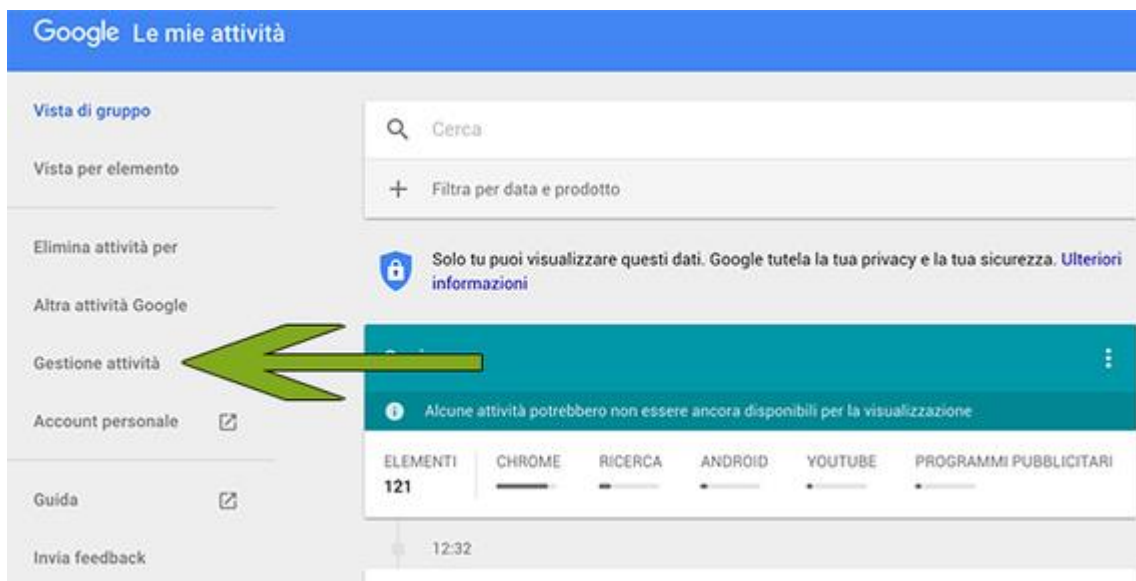 Google Le mie attività
Vista di gruppo
Vista per elemento
Elimina attività per
Altra attività Google
Gestione attività
Account personale
Guida
Invia feedback
Cerca
Filtra per data e prodotto
Solo tu puoi visualizzare questi dati. Google tutela la tua privacy e la tua sicurezza. Ulteriori
informazioni
Alcune attività potrebbero non essere ancora disponibili per la visualizzazione
ELEMENTI CHROME RICERCA ANDROID YOUTUBE PROGRAMMI PUBBLICITARI
121
12:32